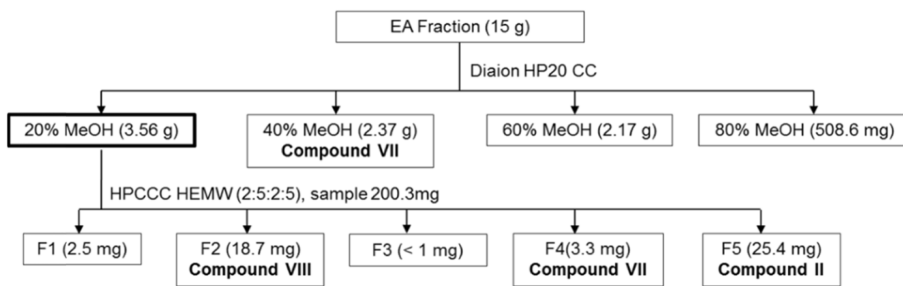 EA Fraction (15 g)
Diaion HP20 CC
20% MeOH (3.56 g)
40% MeOH (2.37 g)
Compound VII
60% MeOH (2.17 g)
80% MeOH (508.6 mg)
HPCCC HEMW (2:5:2:5), sample 200.3mg
F1 (2.5 mg)
F2 (18.7 mg)
Compound VIII
F3 (< 1 mg)
F4(3.3 mg)
Compound VII
F5 (25.4 mg)
Compound II